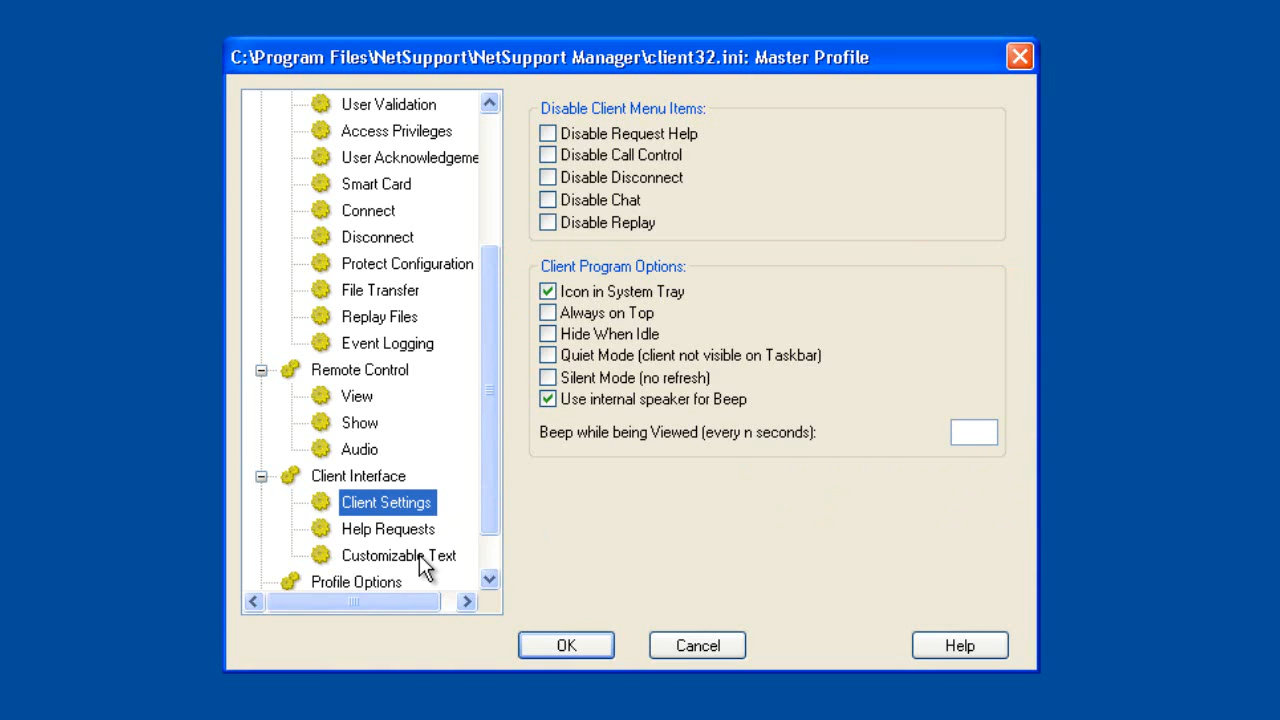 C:\Program Files\NetSupport\NetSupport Manager\client32.ini: Master Profile
User Validation
Access Privileges
User Acknowledgeme
Smart Card
Connect
Disconnect
Protect Configuration
File Transfer
Replay Files
Event Logging
Remote Control
View
Show
Audio
Client Interface
Client Settings
Help Requests
Customizable Text
Profile Options
Disable Client Menu Items:
Disable Request Help
Disable Call Control
Disable Disconnect
Disable Chat
Disable Replay
Client Program Options:
Icon in System Tray
Always on Top
Hide When Idle
Quiet Mode (client not visible on Taskbar)
Silent Mode (no refresh)
Use internal speaker for Beep
Beep while being Viewed (every n seconds):
OK
Cancel
Help